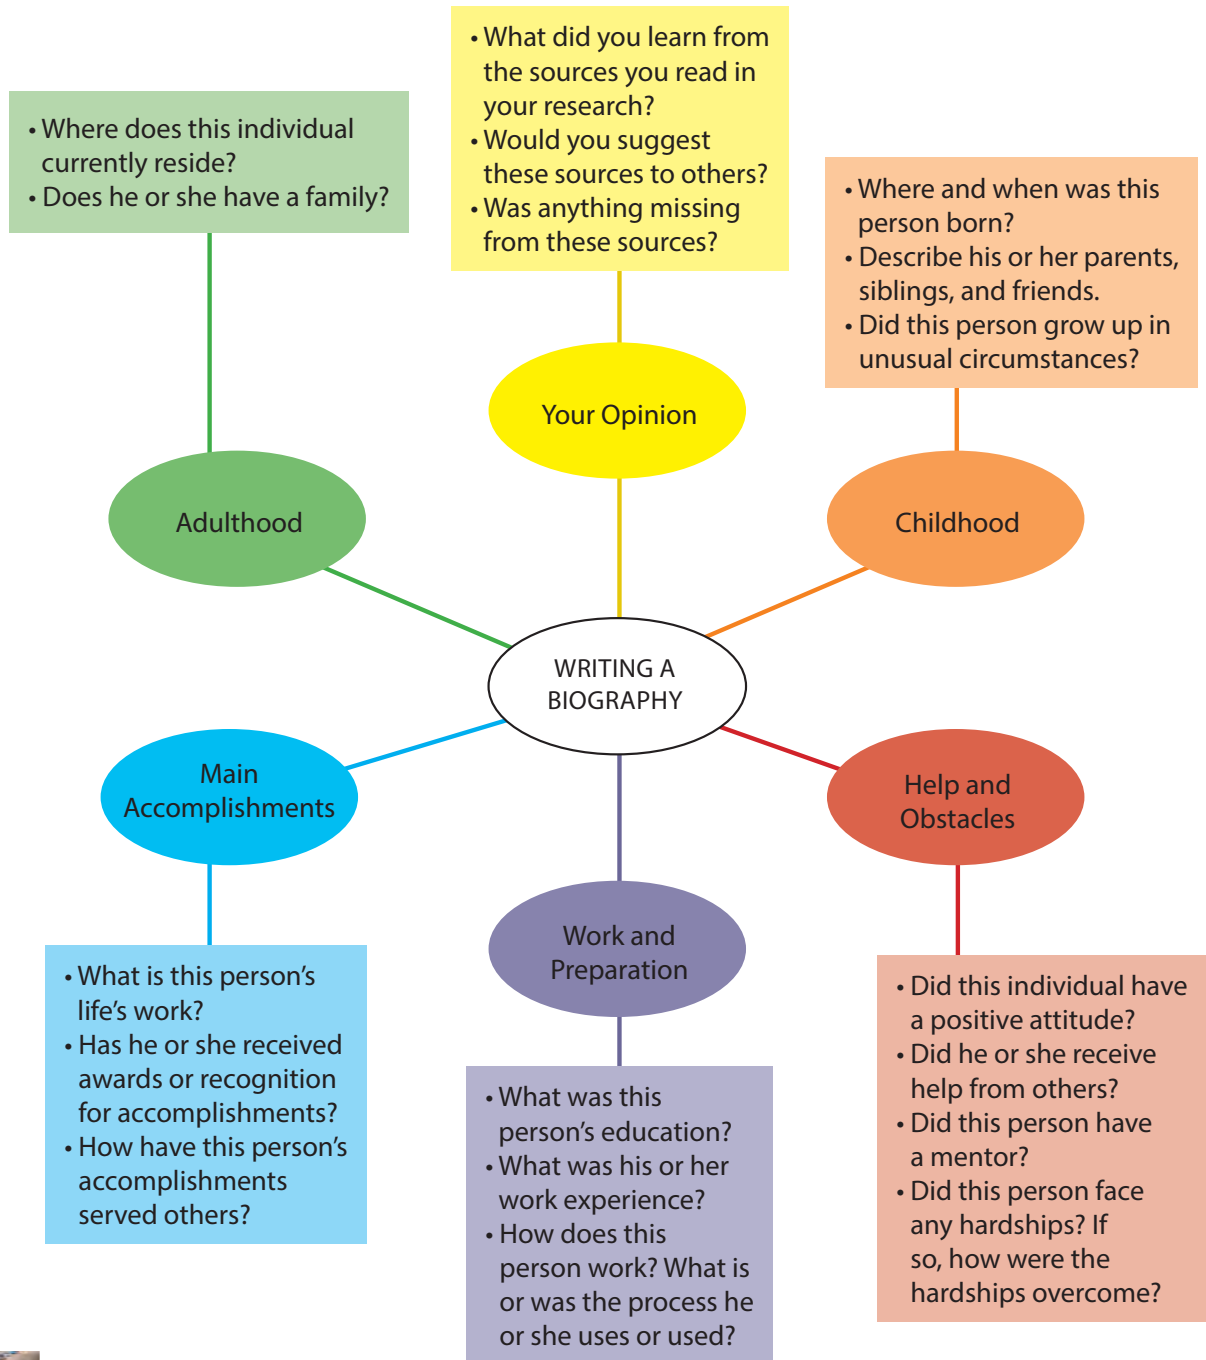 • What did you learn from
the sources you read in
your research?
• Would you suggest
these sources to others?
• Was anything missing
from these sources?
• Where does this individual
currently reside?
• Does he or she have a family?
• Where and when was this
person born?
• Describe his or her parents,
siblings, and friends.
• Did this person grow up in
unusual circumstances?
Your Opinion
Adulthood
Childhood
WRITING A
BIOGRAPHY
Main
Accomplishments
Help and
Obstacles
Work and
Preparation
• What is this person’s
life’s work?
• Has he or she received
awards or recognition
for accomplishments?
• How have this person’s
accomplishments
served others?
• What was this
person’s education?
• What was his or her
work experience?
• How does this
person work? What is
or was the process he
or she uses or used?
• Did this individual have
a positive attitude?
• Did he or she receive
help from others?
• Did this person have
a mentor?
• Did this person face
any hardships? If
so, how were the
hardships overcome?